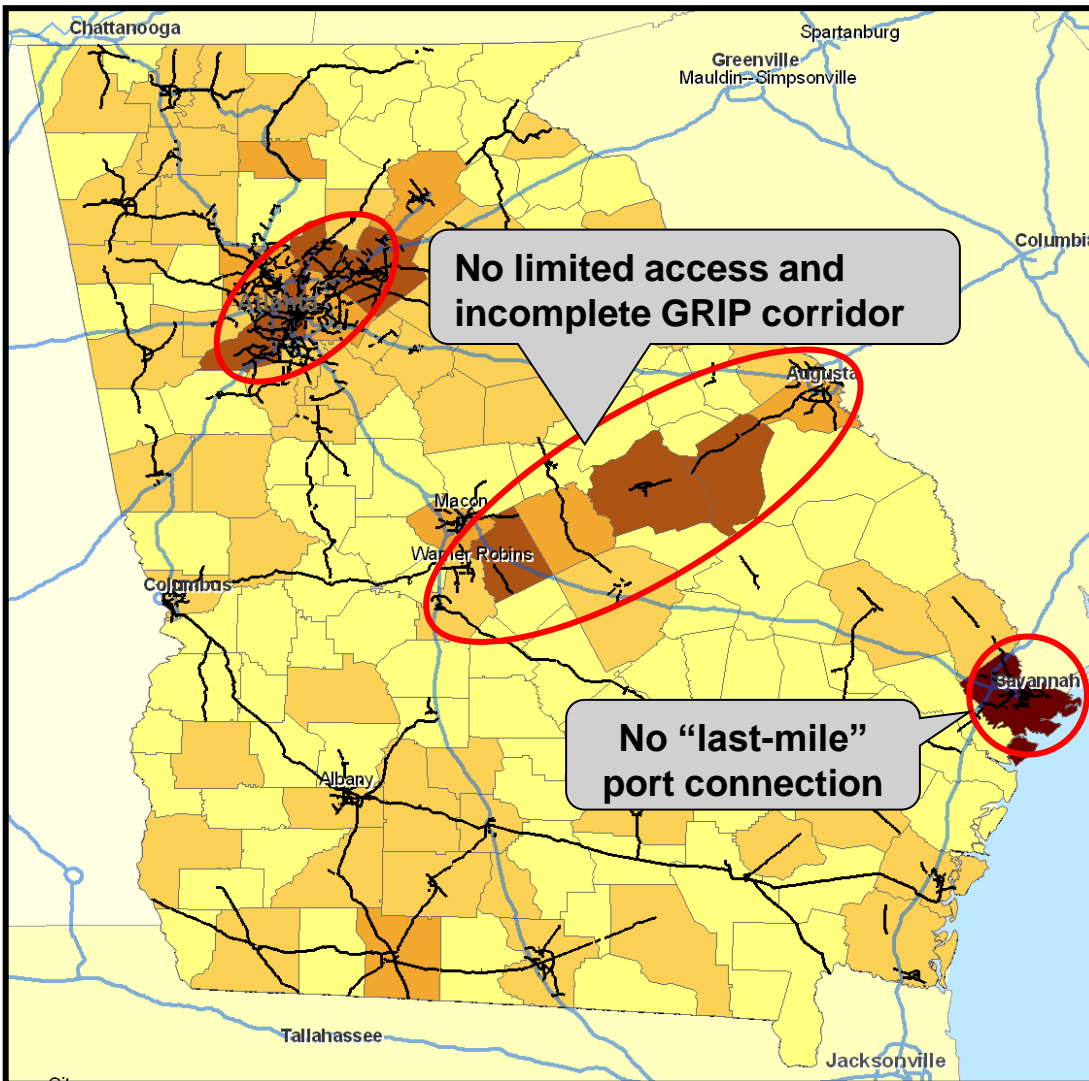 Chattanooga
Spartanburg
Greenville
Mauldin--Simpsonville
Columbia
No limited access and
incomplete GRIP corridor
Atlanta
Augusta
Macon
Warner Robins
Columbus
Savannah
No “last-mile”
port connection
Albany
Tallahassee
Jacksonville